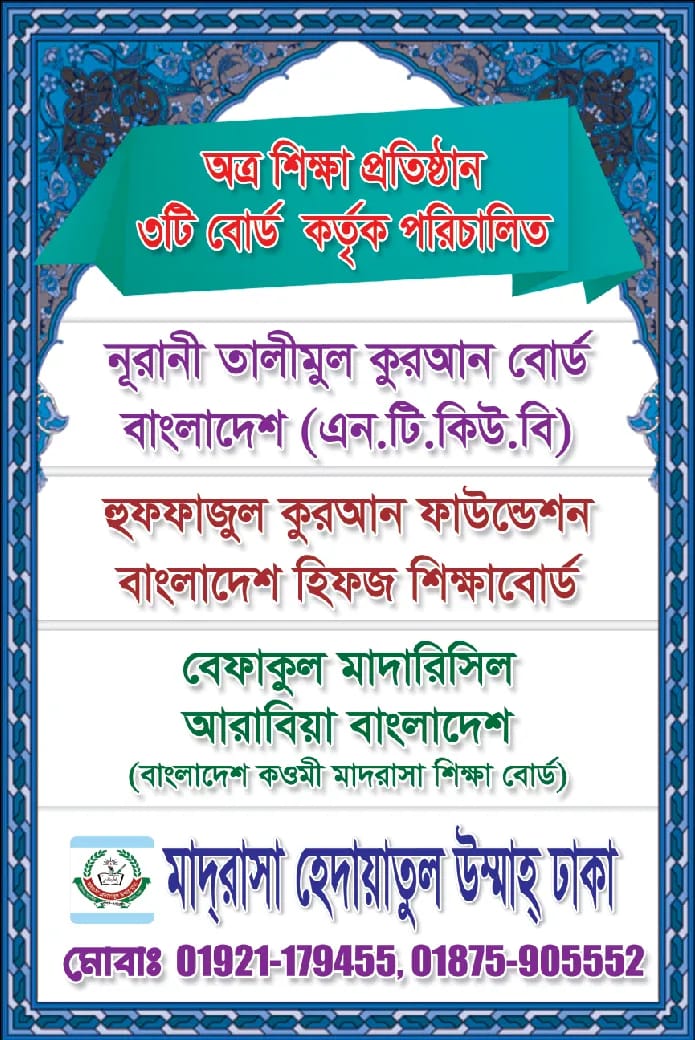 অত্র শিক্ষা প্রতিষ্ঠান
৩টি বোর্ড কর্তৃক পরিচালিত
নূরানী তালীমুল কুরআন বোর্ড
বাংলাদেশ (এন.টি.কিউ.বি)
হুফফাজুল কুরআন ফাউন্ডেশন
বাংলাদেশ হিফজ শিক্ষাবোর্ড
বেফাকুল মাদারিসিল
আরাবিয়া বাংলাদেশ
(বাংলাদেশ কওমী মাদরাসা শিক্ষা বোর্ড)
মাদ্‌রাসা হেদায়াতুল উম্মাহ্ ঢাকা
মোবাঃ 01921-179455, 01875-905552